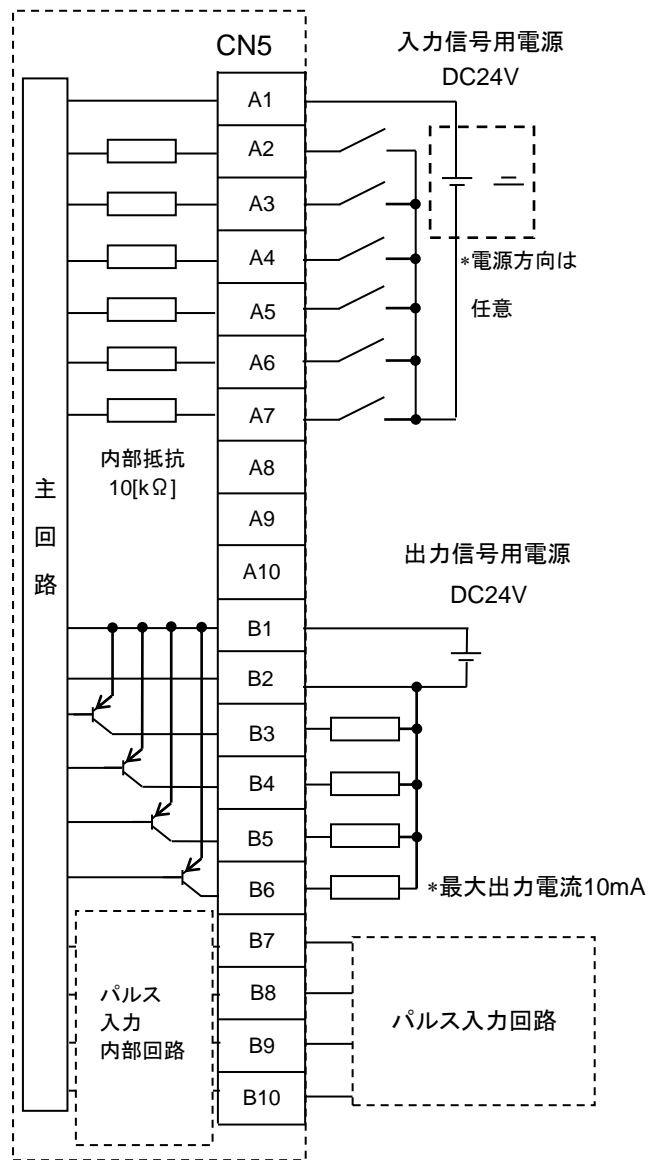 CN5
入力信号用電源
DC24V
A1
A2
A3
A4
*電源方向は
任意
A5
A6
A7
内部抵抗
10[kΩ]
A8
A9
A10
主
回
路
出力信号用電源
DC24V
B1
B2
B3
B4
B5
B6
*最大出力電流10mA
B7
B8
B9
B10
パルス
入力
内部回路
パルス入力回路